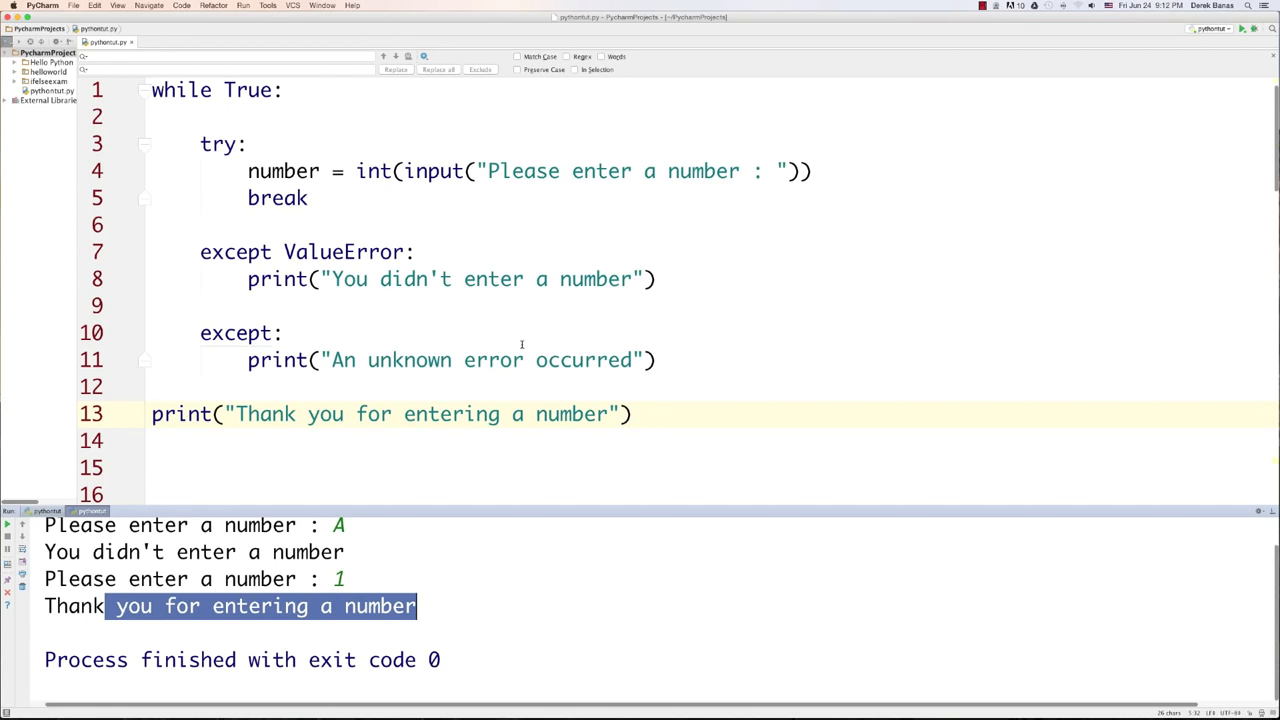 PyCharm File Edit View Navigate Code Refactor Run Tools VCS Window Help 10 Fri Jun 24 9:12 PM Derek Banas
pythontut.py - PycharmProjects - [~/PycharmProjects]
PycharmProjects pythontut.py pythontut
pythontut.py ×
PycharmProject
Hello Python
helloworld
ifelseexam
pythontut.py
External Librarie
Match Case Regex Words
Replace Replace all Exclude Preserve Case In Selection
1 while True:
2
3 try:
4 number = int(input("Please enter a number : "))
5 break
6
7 except ValueError:
8 print("You didn't enter a number")
9
10 except:
11 print("An unknown error occurred")
12
13 print("Thank you for entering a number")
14
15
16
Run: pythontut pythontut
Please enter a number : A
You didn't enter a number
Please enter a number : 1
Thank you for entering a number
Process finished with exit code 0
26 chars 5:32 LF÷ UTF-8÷